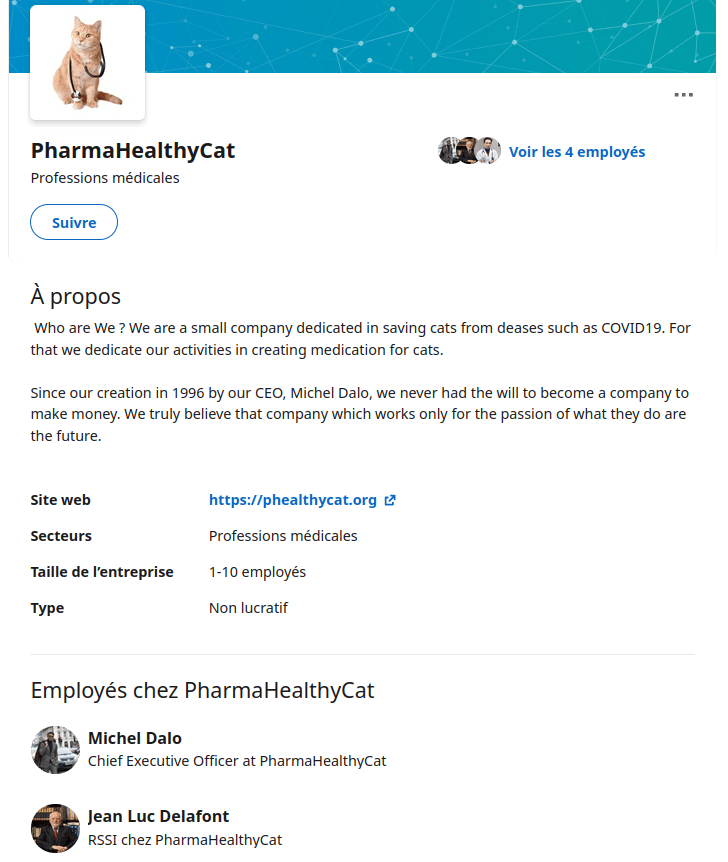 PharmaHealthyCat
Voir les 4 employés
Professions médicales
Suivre
À propos
Who are We ? We are a small company dedicated in saving cats from deases such as COVID19. For
that we dedicate our activities in creating medication for cats.
Since our creation in 1996 by our CEO, Michel Dalo, we never had the will to become a company to
make money. We truly believe that company which works only for the passion of what they do are
the future.
Site web https://phealthycat.org
Secteurs Professions médicales
Taille de l’entreprise 1-10 employés
Type Non lucratif
Employés chez PharmaHealthyCat
Michel Dalo
Chief Executive Officer at PharmaHealthyCat
Jean Luc Delafont
RSSI chez PharmaHealthyCat